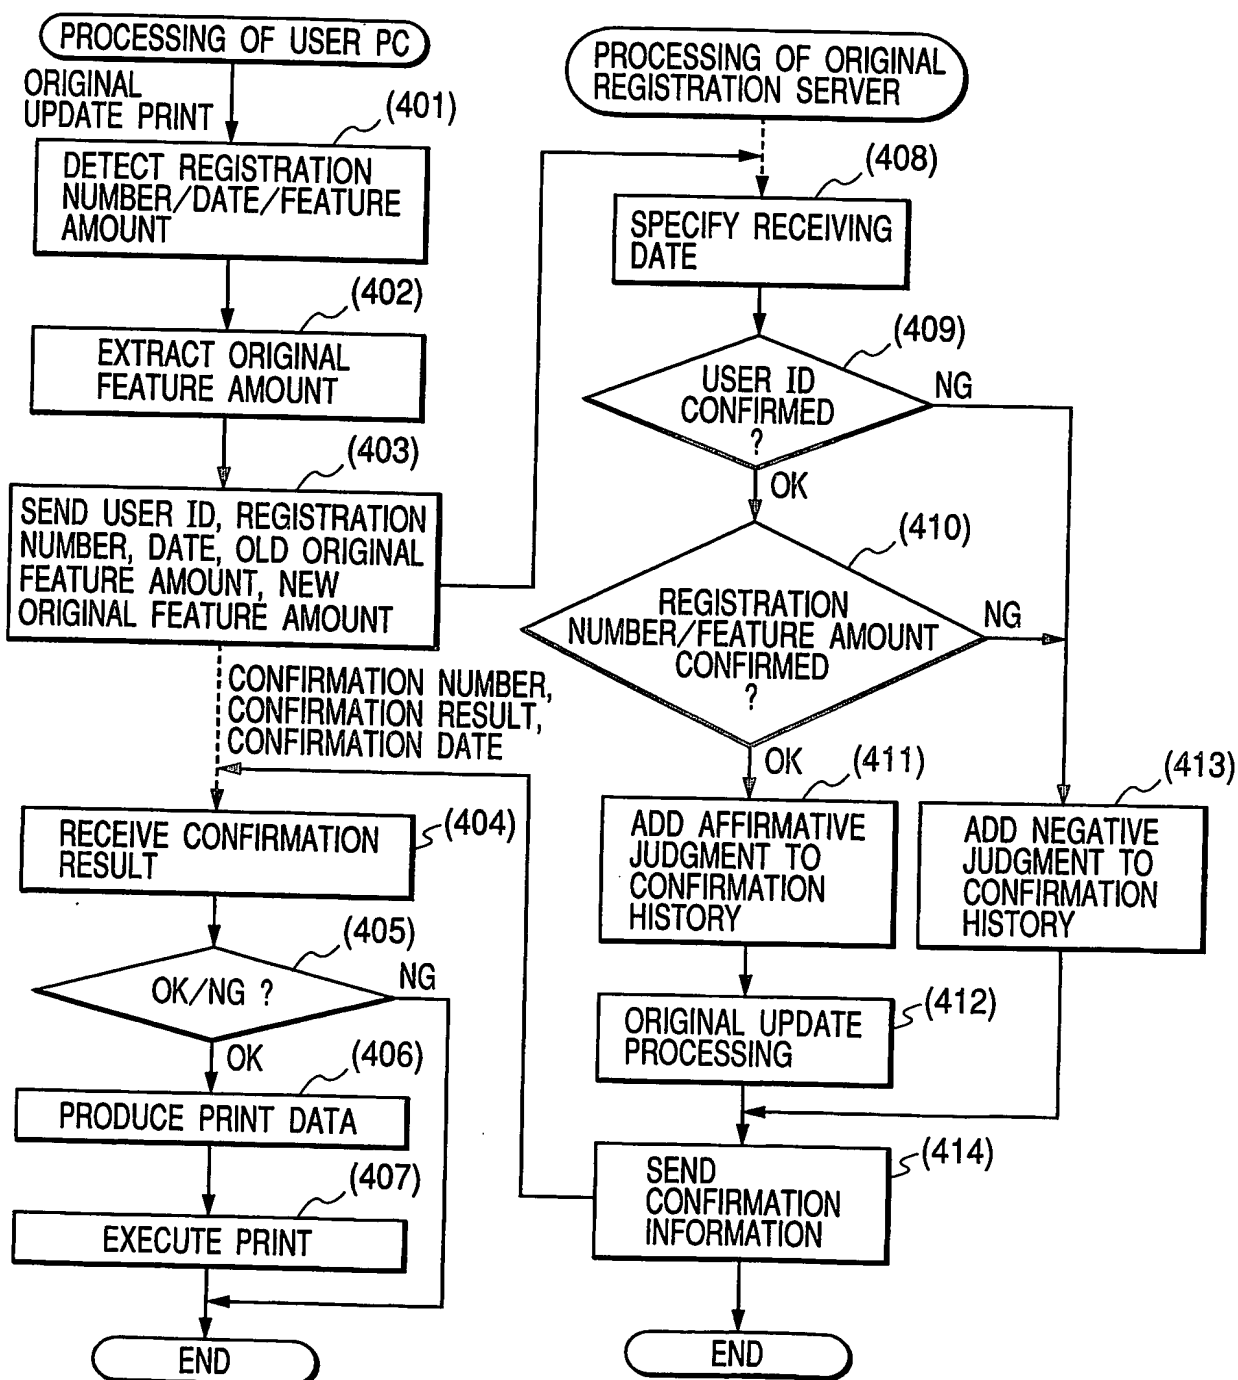 PROCESSING OF USER PC
ORIGINAL
UPDATE PRINT
(401)
DETECT REGISTRATION
NUMBER/DATE/FEATURE
AMOUNT
(402)
EXTRACT ORIGINAL
FEATURE AMOUNT
(403)
SEND USER ID, REGISTRATION
NUMBER, DATE, OLD ORIGINAL
FEATURE AMOUNT, NEW
ORIGINAL FEATURE AMOUNT
CONFIRMATION NUMBER,
CONFIRMATION RESULT,
CONFIRMATION DATE
RECEIVE CONFIRMATION
RESULT
(404)
(405)
OK/NG ?
NG
OK
(406)
PRODUCE PRINT DATA
(407)
EXECUTE PRINT
END
PROCESSING OF ORIGINAL
REGISTRATION SERVER
(408)
SPECIFY RECEIVING
DATE
(409)
USER ID
CONFIRMED
?
NG
OK
(410)
REGISTRATION
NUMBER/FEATURE AMOUNT
CONFIRMED
?
NG
OK
(411)
ADD AFFIRMATIVE
JUDGMENT TO
CONFIRMATION
HISTORY
(413)
ADD NEGATIVE
JUDGMENT TO
CONFIRMATION
HISTORY
ORIGINAL UPDATE
PROCESSING
(412)
SEND
CONFIRMATION
INFORMATION
(414)
END